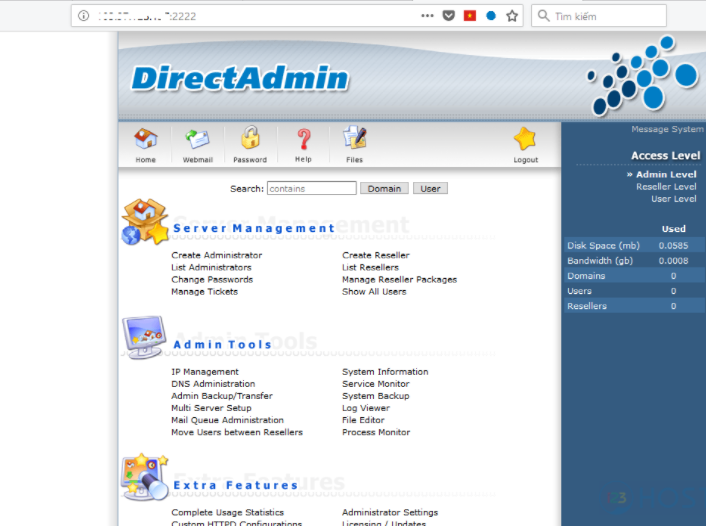 :2222
Tìm kiếm
DirectAdmin
Home
Webmail
Password
Help
Files
Logout
Message System
Access Level
» Admin Level
Reseller Level
User Level
Search:
contains
Domain
User
Used
Disk Space (mb) 0.0585
Bandwidth (gb) 0.0008
Domains 0
Users 0
Resellers 0
Server Management
Create Administrator
Create Reseller
List Administrators
List Resellers
Change Passwords
Manage Reseller Packages
Manage Tickets
Show All Users
Admin Tools
IP Management
System Information
DNS Administration
Service Monitor
Admin Backup/Transfer
System Backup
Multi Server Setup
Log Viewer
Mail Queue Administration
File Editor
Move Users between Resellers
Process Monitor
Extra Features
Complete Usage Statistics
Administrator Settings
Custom HTTPD Configurations
Licensing / Updates